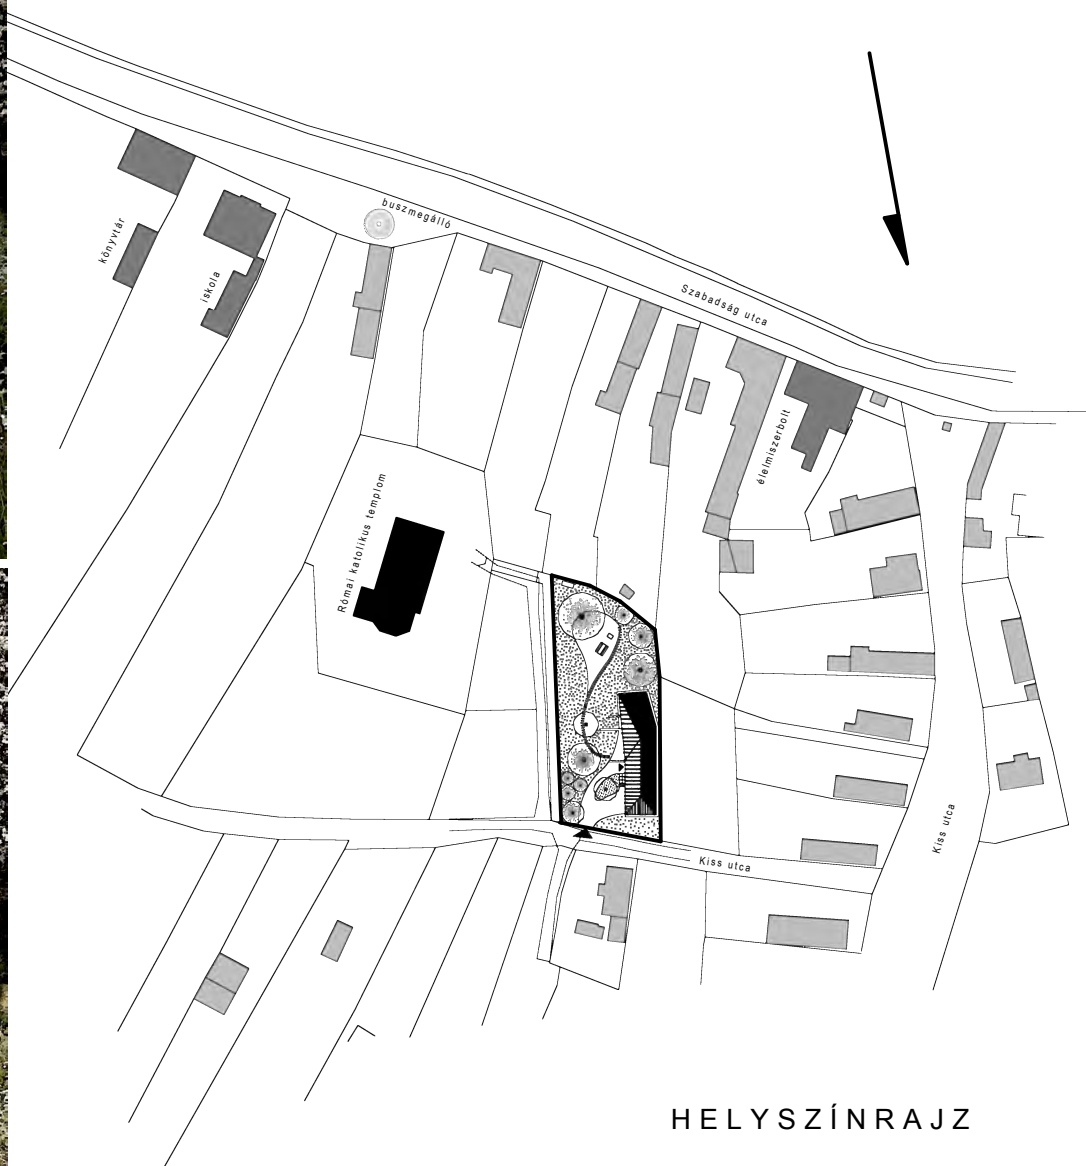 buszmegálló
könyvtár
iskola
Szabadság utca
élelmiszerbolt
Római katolikus templom
Kiss utca
Kiss utca
HELYSZÍNRAJZ